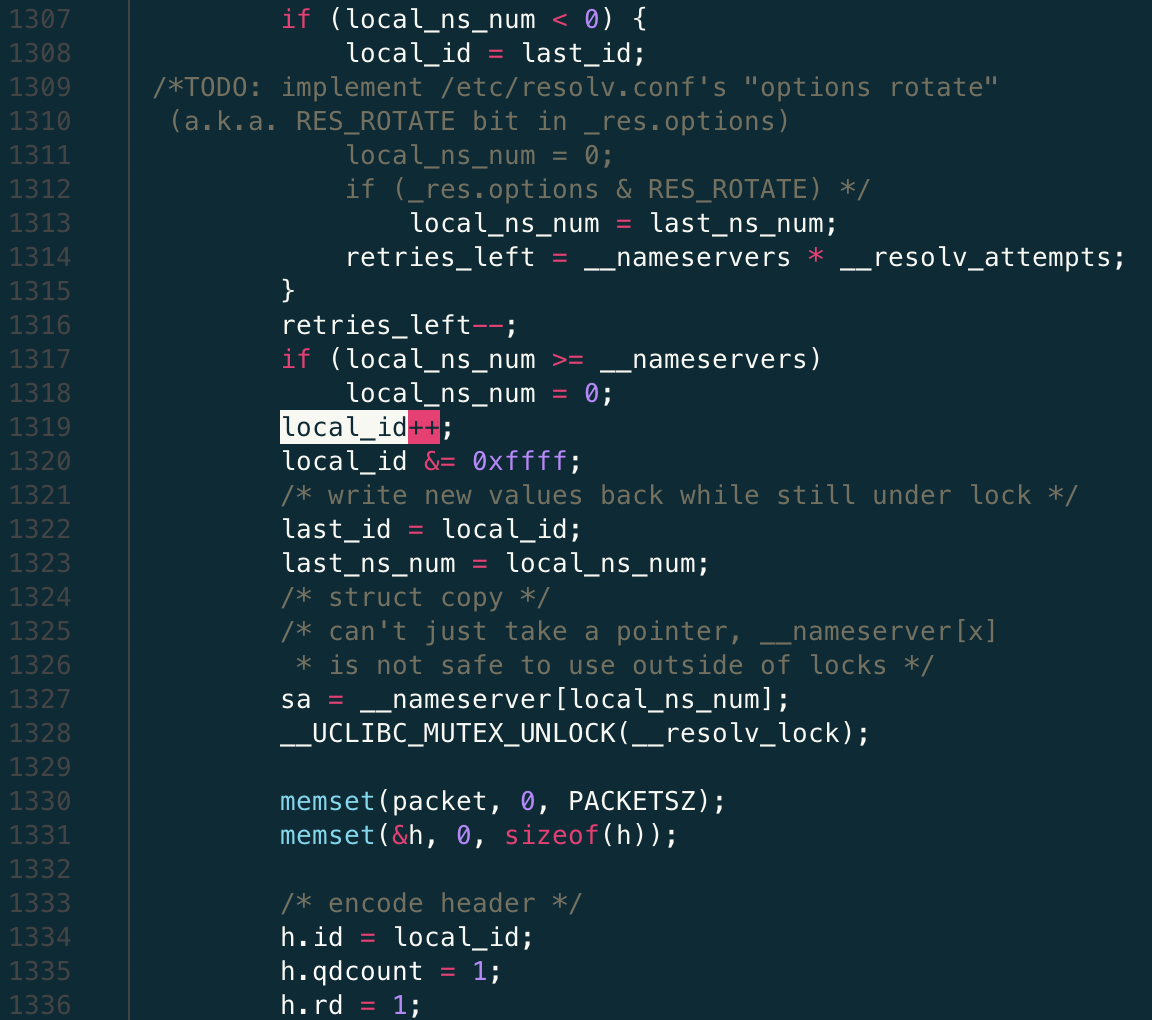 1307 if (local_ns_num < 0) {
1308 local_id = last_id;
1309 /*TODO: implement /etc/resolv.conf's "options rotate"
1310 (a.k.a. RES_ROTATE bit in _res.options)
1311 local_ns_num = 0;
1312 if (_res.options & RES_ROTATE) */
1313 local_ns_num = last_ns_num;
1314 retries_left = __nameservers * __resolv_attempts;
1315 }
1316 retries_left--;
1317 if (local_ns_num >= __nameservers)
1318 local_ns_num = 0;
1319 local_id++;
1320 local_id &= 0xffff;
1321 /* write new values back while still under lock */
1322 last_id = local_id;
1323 last_ns_num = local_ns_num;
1324 /* struct copy */
1325 /* can't just take a pointer, __nameserver[x]
1326 * is not safe to use outside of locks */
1327 sa = __nameserver[local_ns_num];
1328 __UCLIBC_MUTEX_UNLOCK(__resolv_lock);
1329
1330 memset(packet, 0, PACKETSZ);
1331 memset(&h, 0, sizeof(h));
1332
1333 /* encode header */
1334 h.id = local_id;
1335 h.qdcount = 1;
1336 h.rd = 1;